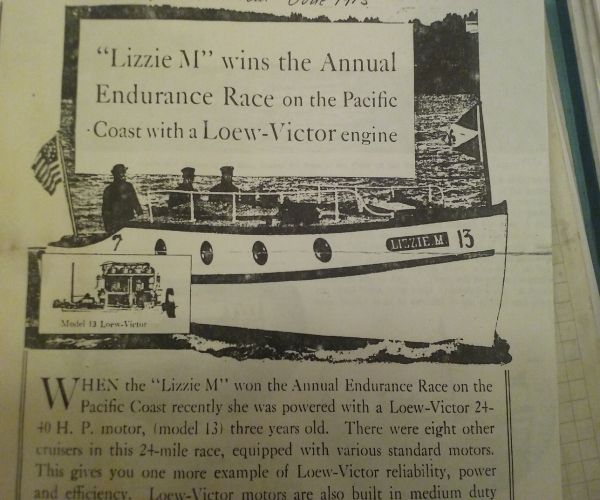 June 1913
"Lizzie M" wins the Annual
Endurance Race on the Pacific
Coast with a Loew-Victor engine
LIZZIE M. 13
7
Model 13 Loew-Victor
WHEN the "Lizzie M" won the Annual Endurance Race on the
Pacific Coast recently she was powered with a Loew-Victor 24-
40 H. P. motor, (model 13) three years old. There were eight other
cruisers in this 24-mile race, equipped with various standard motors.
This gives you one more example of Loew-Victor reliability, power
and efficiency. Loew-Victor motors are also built in medium duty